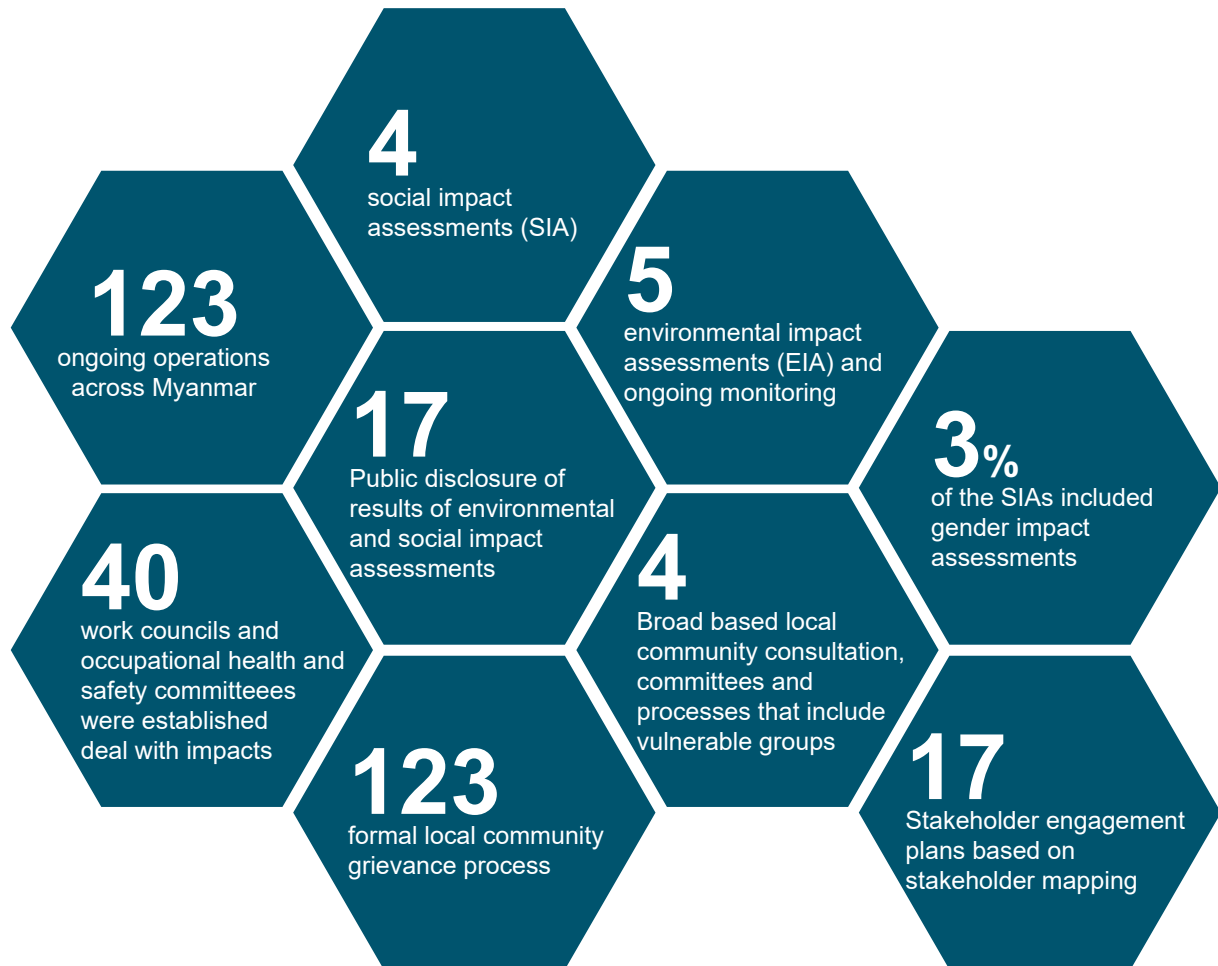 4
social impact
assessments (SIA)
123
ongoing operations
across Myanmar
5
environmental impact
assessments (EIA) and
ongoing monitoring
17
Public disclosure of
results of environmental
and social impact
assessments
3%
of the SIAs included
gender impact
assessments
40
work councils and
occupational health and
safety committeees
were established
deal with impacts
4
Broad based local
community consultation,
committees and
processes that include
vulnerable groups
123
formal local community
grievance process
17
Stakeholder engagement
plans based on
stakeholder mapping